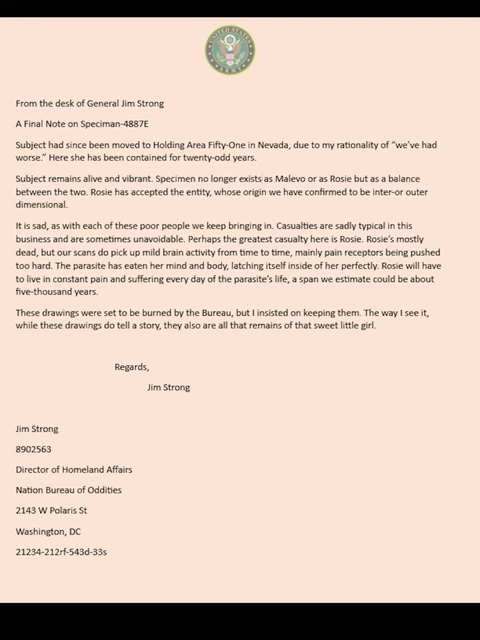 UNITED STATES
ARMY
From the desk of General Jim Strong
A Final Note on Speciman-4887E
Subject had since been moved to Holding Area Fifty-One in Nevada, due to my rationality of "we've had
worse." Here she has been contained for twenty-odd years.
Subject remains alive and vibrant. Specimen no longer exists as Malevo or as Rosie but as a balance
between the two. Rosie has accepted the entity, whose origin we have confirmed to be inter-or outer
dimensional.
It is sad, as with each of these poor people we keep bringing in. Casualties are sadly typical in this
business and are sometimes unavoidable. Perhaps the greatest casualty here is Rosie. Rosie's mostly
dead, but our scans do pick up mild brain activity from time to time, mainly pain receptors being pushed
too hard. The parasite has eaten her mind and body, latching itself inside of her perfectly. Rosie will have
to live in constant pain and suffering every day of the parasite's life, a span we estimate could be about
five-thousand years.
These drawings were set to be burned by the Bureau, but I insisted on keeping them. The way I see it,
while these drawings do tell a story, they also are all that remains of that sweet little girl.
Regards,
Jim Strong
Jim Strong
8902563
Director of Homeland Affairs
Nation Bureau of Oddities
2143 W Polaris St
Washington, DC
21234-212rf-543d-33s